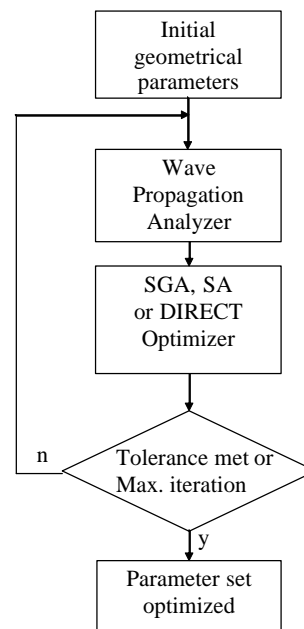 Initial
geometrical
parameters
Wave
Propagation
Analyzer
SGA, SA
or DIRECT
Optimizer
n
Tolerance met or
Max. iteration
y
Parameter set
optimized